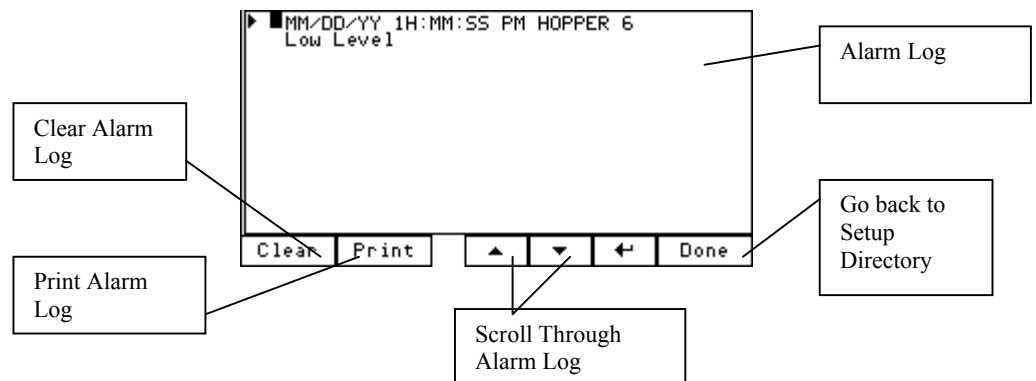 MM/DD/YY 1H:MM:SS PM HOPPER 6
Low Level
Alarm Log
Clear Alarm
Log
Go back to
Setup
Directory
Clear Print Done
Print Alarm
Log
Scroll Through
Alarm Log